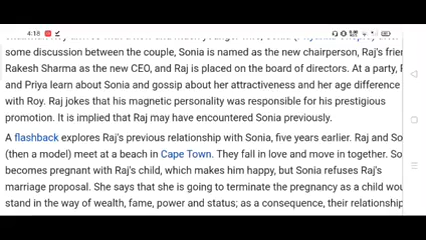 4:18
some discussion between the couple, Sonia is named as the new chairperson, Raj's frie
Rakesh Sharma as the new CEO, and Raj is placed on the board of directors. At a party,
and Priya learn about Sonia and gossip about her attractiveness and her age difference
with Roy. Raj jokes that his magnetic personality was responsible for his prestigious
promotion. It is implied that Raj may have encountered Sonia previously.
A flashback explores Raj's previous relationship with Sonia, five years earlier. Raj and So
(then a model) meet at a beach in Cape Town. They fall in love and move in together. So
becomes pregnant with Raj's child, which makes him happy, but Sonia refuses Raj's
marriage proposal. She says that she is going to terminate the pregnancy as a child wou
stand in the way of wealth, fame, power and status; as a consequence, their relationship